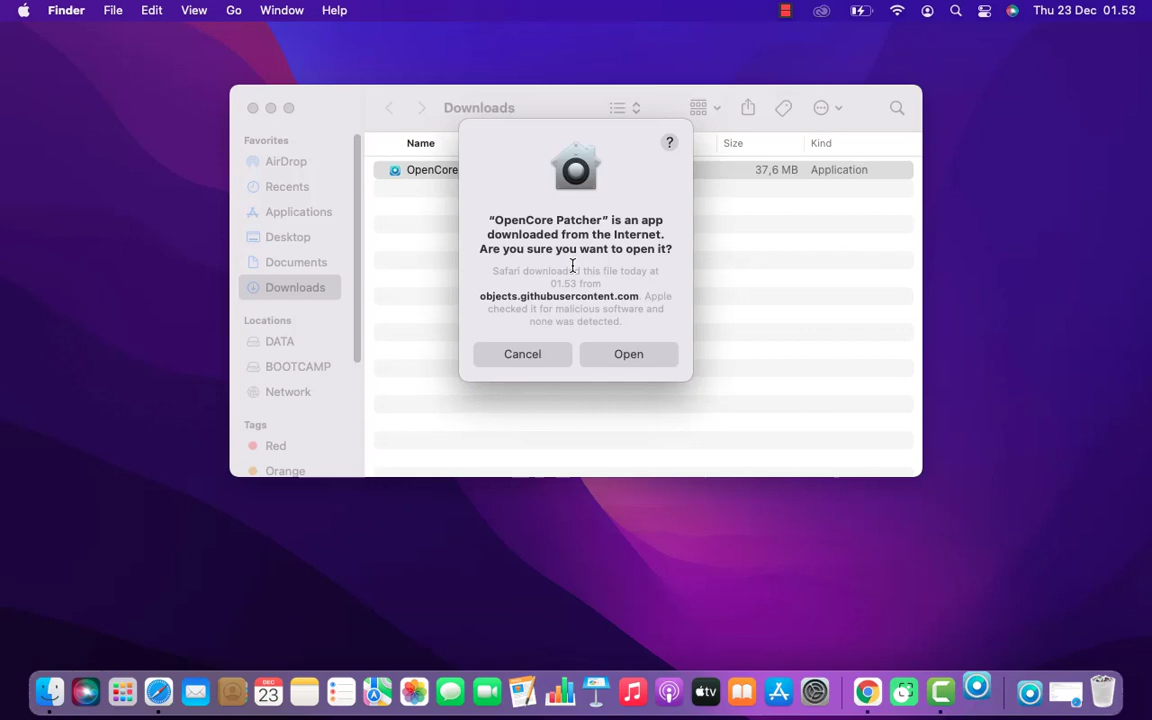 Finder File Edit View Go Window Help Thu 23 Dec 01.53
Downloads
Favorites
AirDrop
Recents
Applications
Desktop
Documents
Downloads
Locations
DATA
BOOTCAMP
Network
Tags
Red
Orange
Name Size Kind
OpenCore 37,6 MB Application
?
“OpenCore Patcher” is an app
downloaded from the Internet.
Are you sure you want to open it?
Safari downloaded this file today at
01.53 from
objects.githubusercontent.com. Apple
checked it for malicious software and
none was detected.
Cancel Open
DEC
23
tv